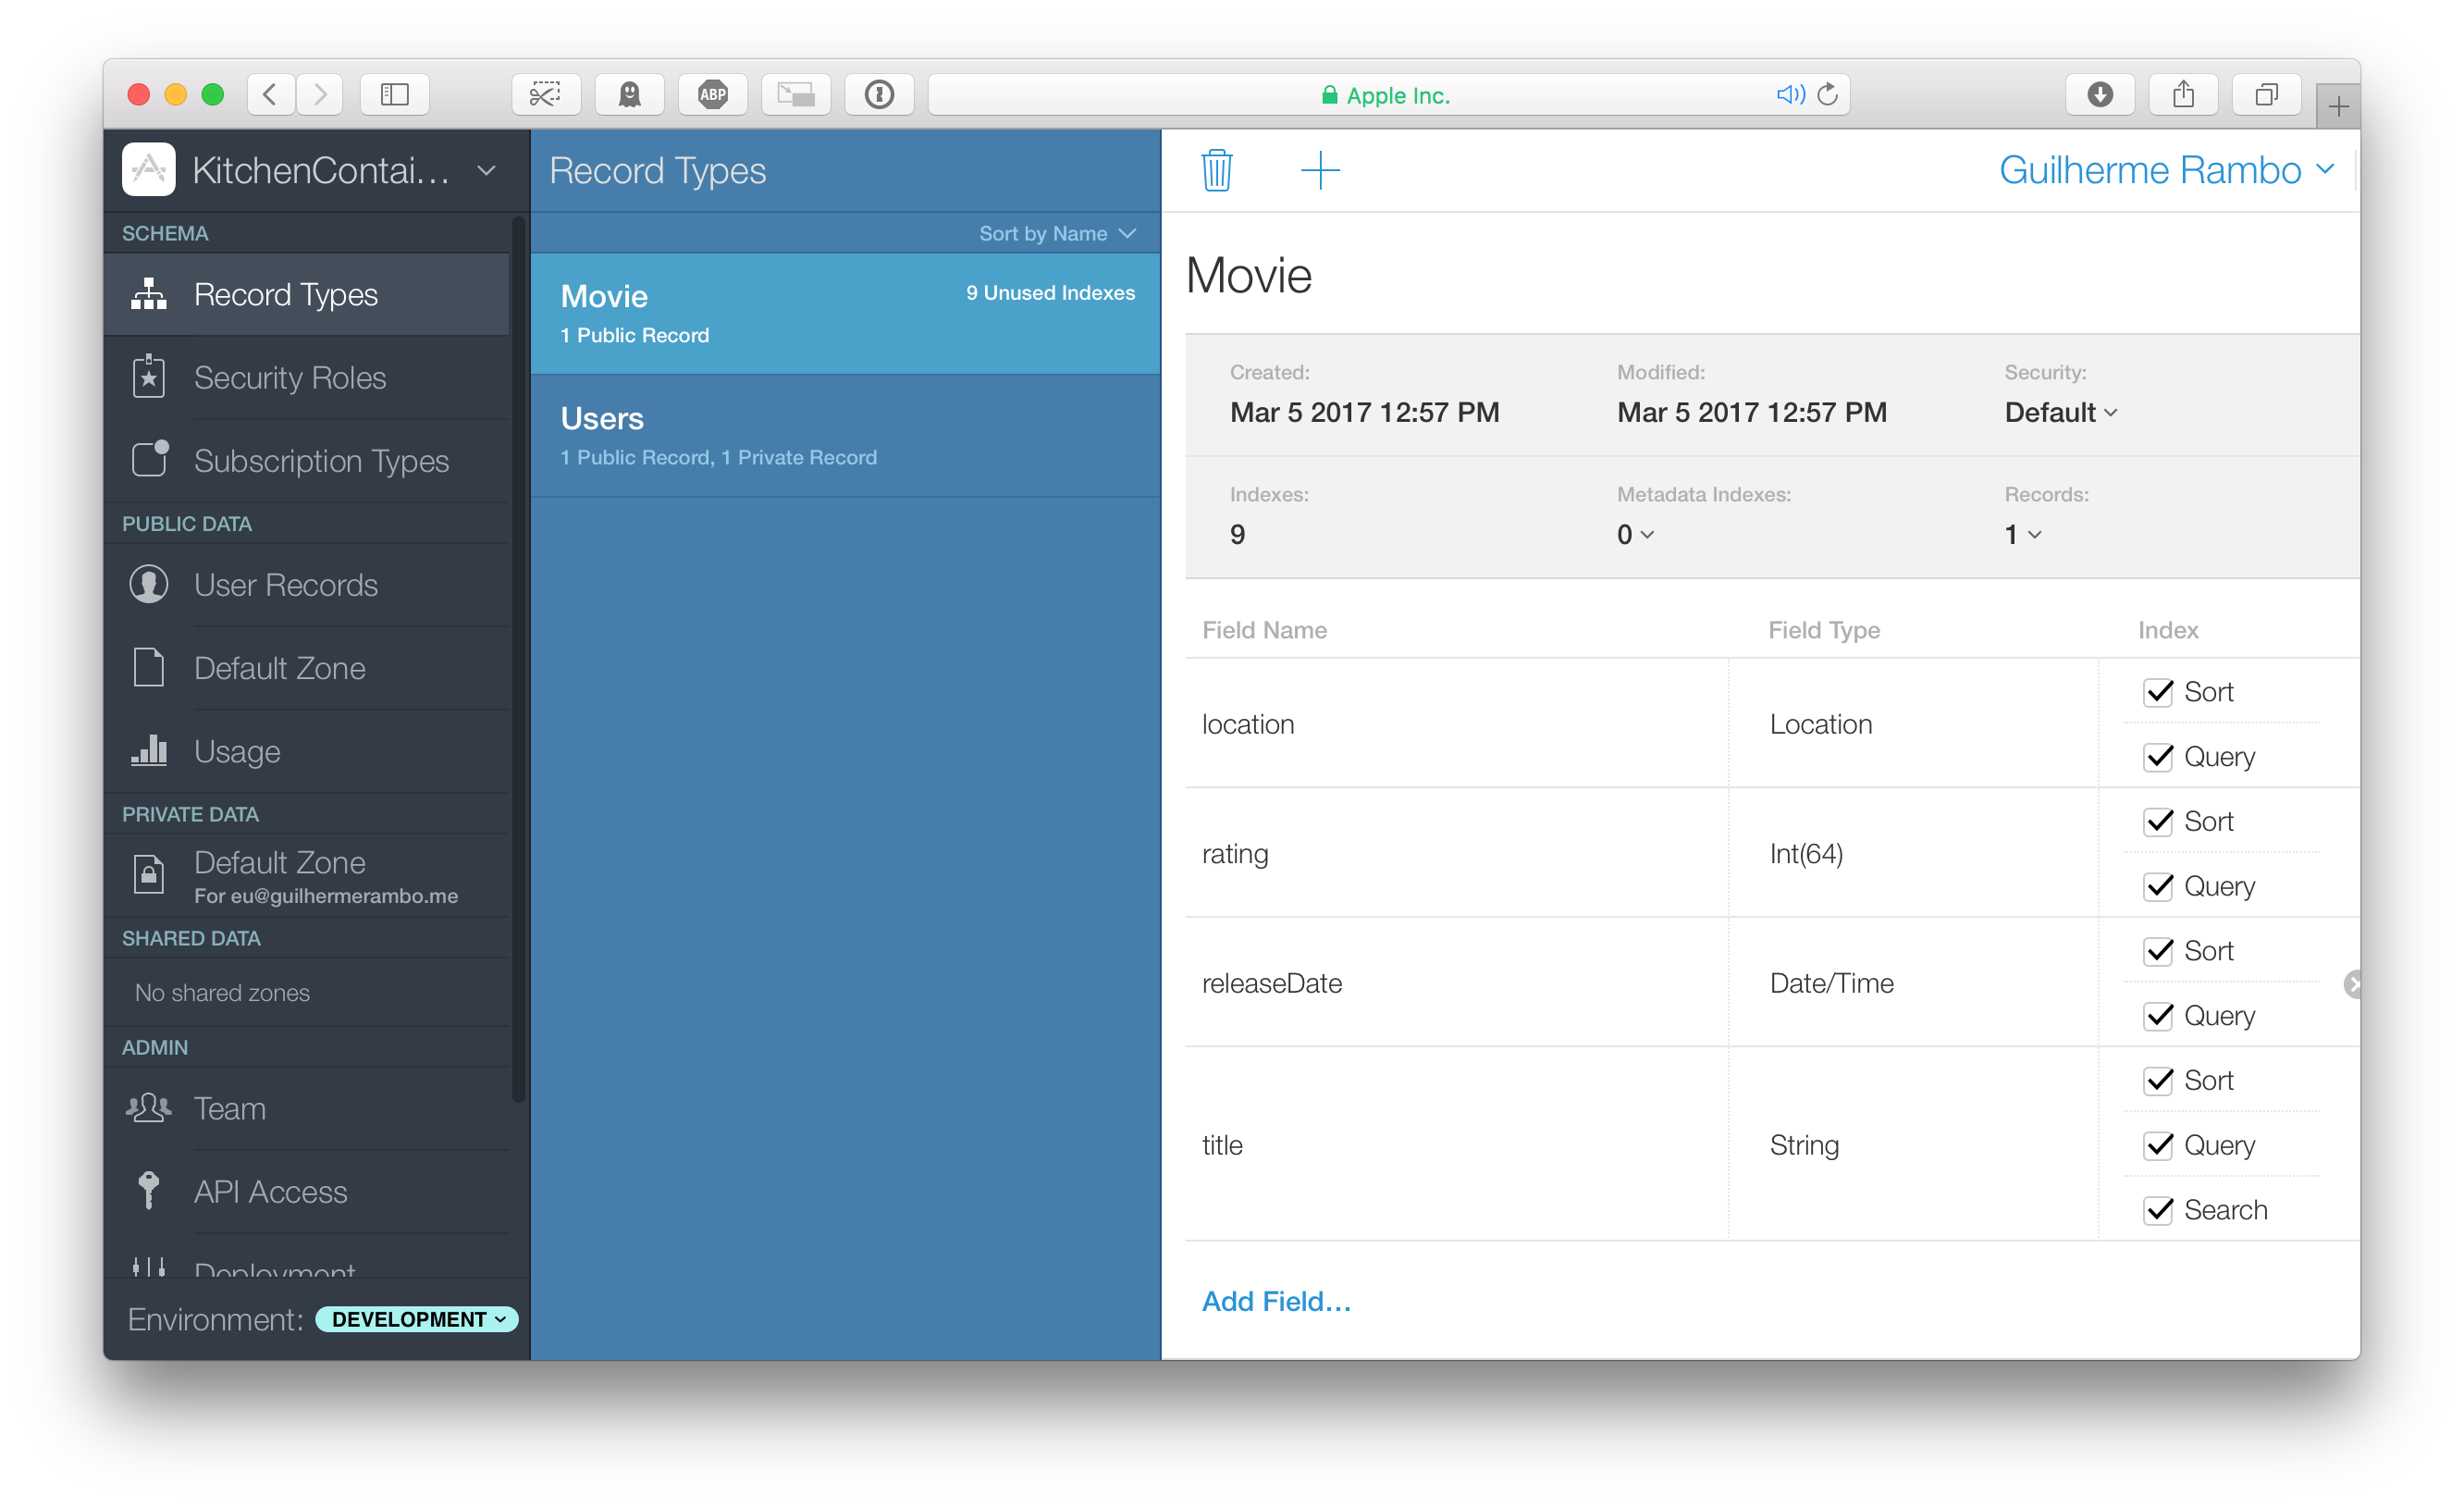 ABP
Apple Inc.
KitchenContai...
SCHEMA
Record Types
Security Roles
Subscription Types
PUBLIC DATA
User Records
Default Zone
Usage
PRIVATE DATA
Default Zone
For eu@guilhermerambo.me
SHARED DATA
No shared zones
ADMIN
Team
API Access
Deployment
Environment: DEVELOPMENT
Record Types
Sort by Name
Movie
9 Unused Indexes
1 Public Record
Users
1 Public Record, 1 Private Record
Guilherme Rambo
Movie
Created: Modified: Security:
Mar 5 2017 12:57 PM Mar 5 2017 12:57 PM Default
Indexes: Metadata Indexes: Records:
9 0 1
Field Name Field Type Index
location Location
Sort
Query
rating Int(64)
Sort
Query
releaseDate Date/Time
Sort
Query
title String
Sort
Query
Search
Add Field...